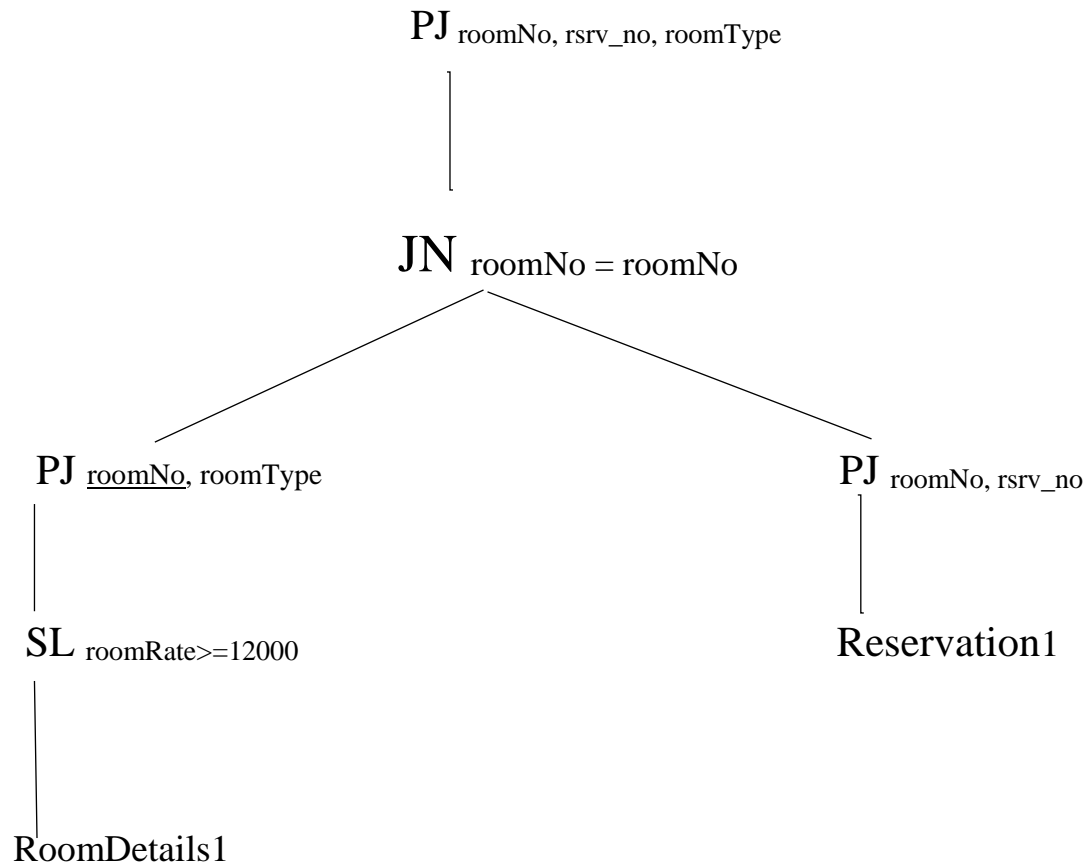 PJ roomNo, rsrv_no, roomType
JN roomNo = roomNo
PJ roomNo, roomType
PJ roomNo, rsrv_no
SL roomRate>=12000
Reservation1
RoomDetails1